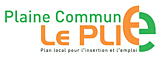 Plaine Commune
Le PLIE
Plan local pour l'insertion et l'emploi